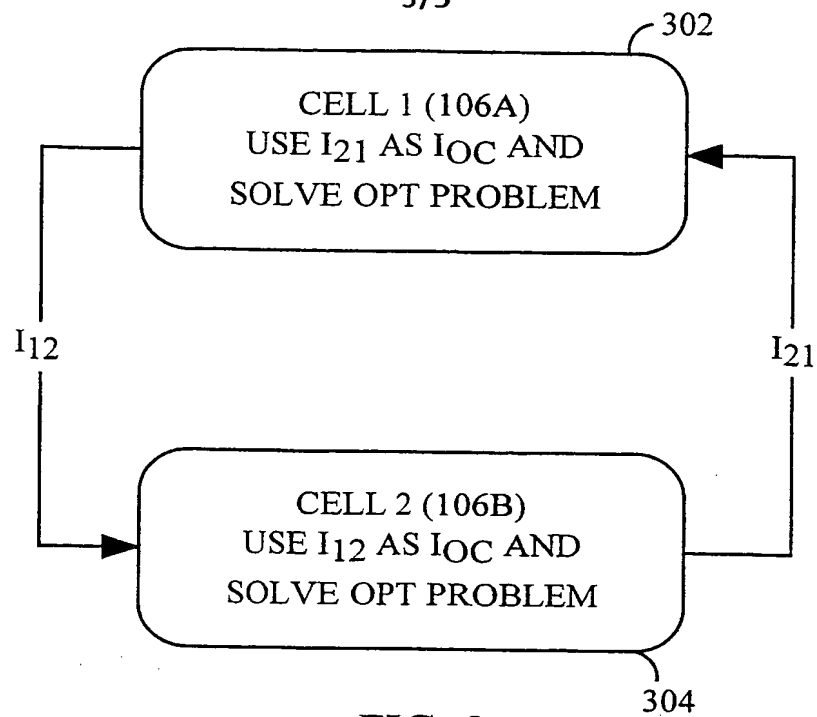 302
CELL 1 (106A)
USE I21 AS IOC AND
SOLVE OPT PROBLEM
I12
I21
CELL 2 (106B)
USE I12 AS IOC AND
SOLVE OPT PROBLEM
304